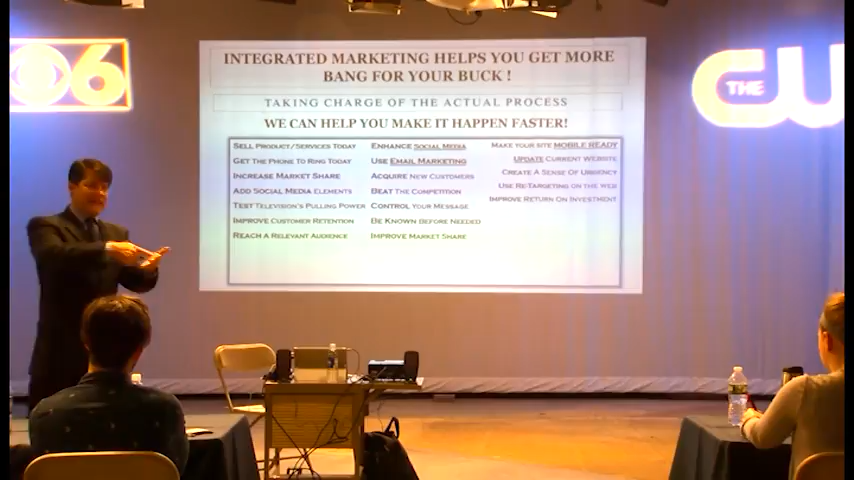 6
INTEGRATED MARKETING HELPS YOU GET MORE
BANG FOR YOUR BUCK !
TAKING CHARGE OF THE ACTUAL PROCESS
WE CAN HELP YOU MAKE IT HAPPEN FASTER!
SELL PRODUCT/SERVICES TODAY
GET THE PHONE TO RING TODAY
INCREASE MARKET SHARE
ADD SOCIAL MEDIA ELEMENTS
TEST TELEVISION'S PULLING POWER
IMPROVE CUSTOMER RETENTION
REACH A RELEVANT AUDIENCE
ENHANCE SOCIAL MEDIA
USE EMAIL MARKETING
ACQUIRE NEW CUSTOMERS
BEAT THE COMPETITION
CONTROL YOUR MESSAGE
BE KNOWN BEFORE NEEDED
IMPROVE MARKET SHARE
MAKE YOUR SITE MOBILE READY
UPDATE CURRENT WEBSITE
CREATE A SENSE OF URGENCY
USE RE-TARGETING ON THE WEB
IMPROVE RETURN ON INVESTMENT
THE CW